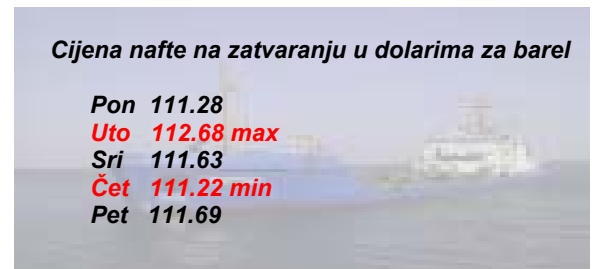 Cijena nafte na zatvaranju u dolarima za barel
Pon 111.28
Uto 112.68 max
Sri 111.63
Čet 111.22 min
Pet 111.69